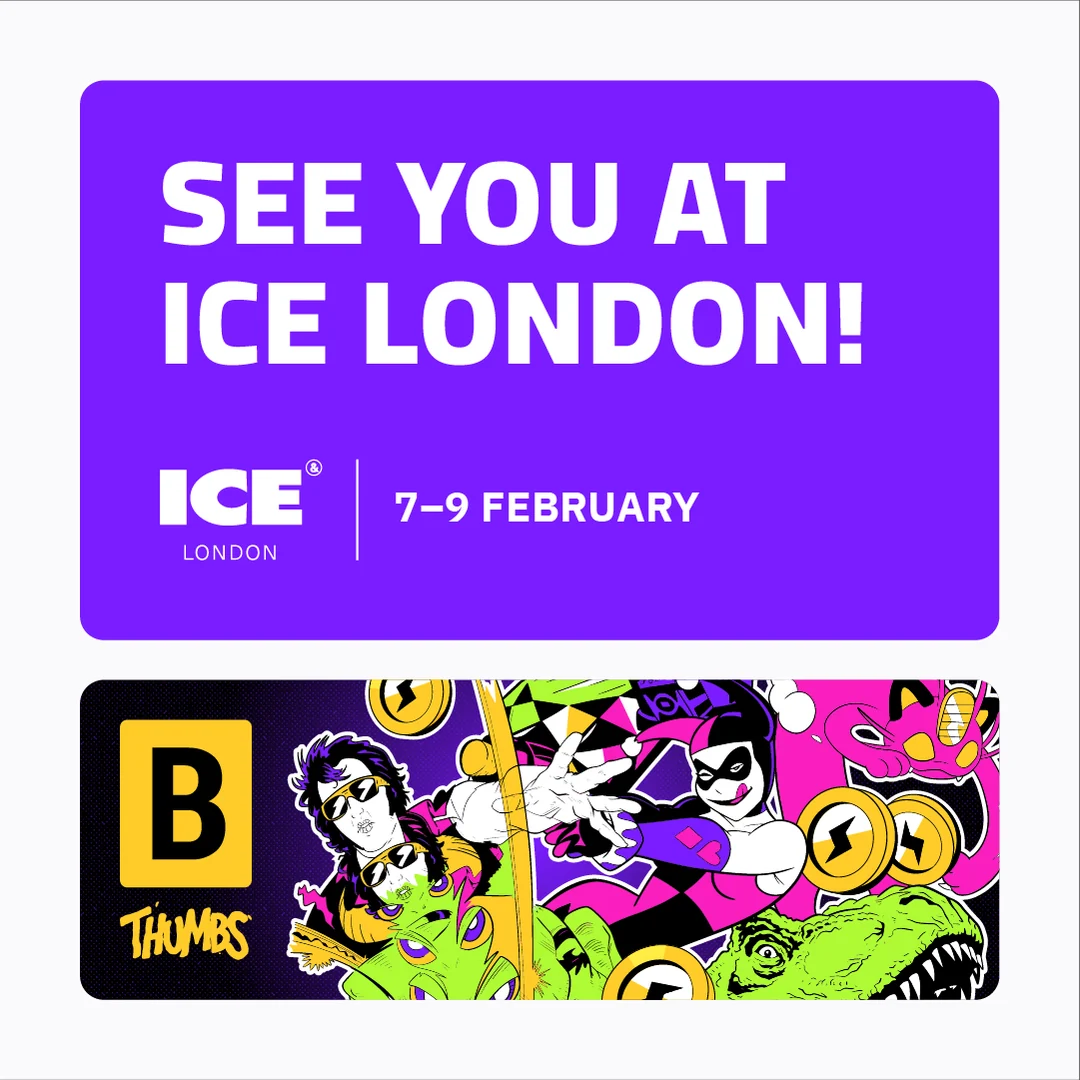 SEE YOU AT
ICE LONDON!
ICE &
LONDON
7–9 FEBRUARY
B
THUMBS